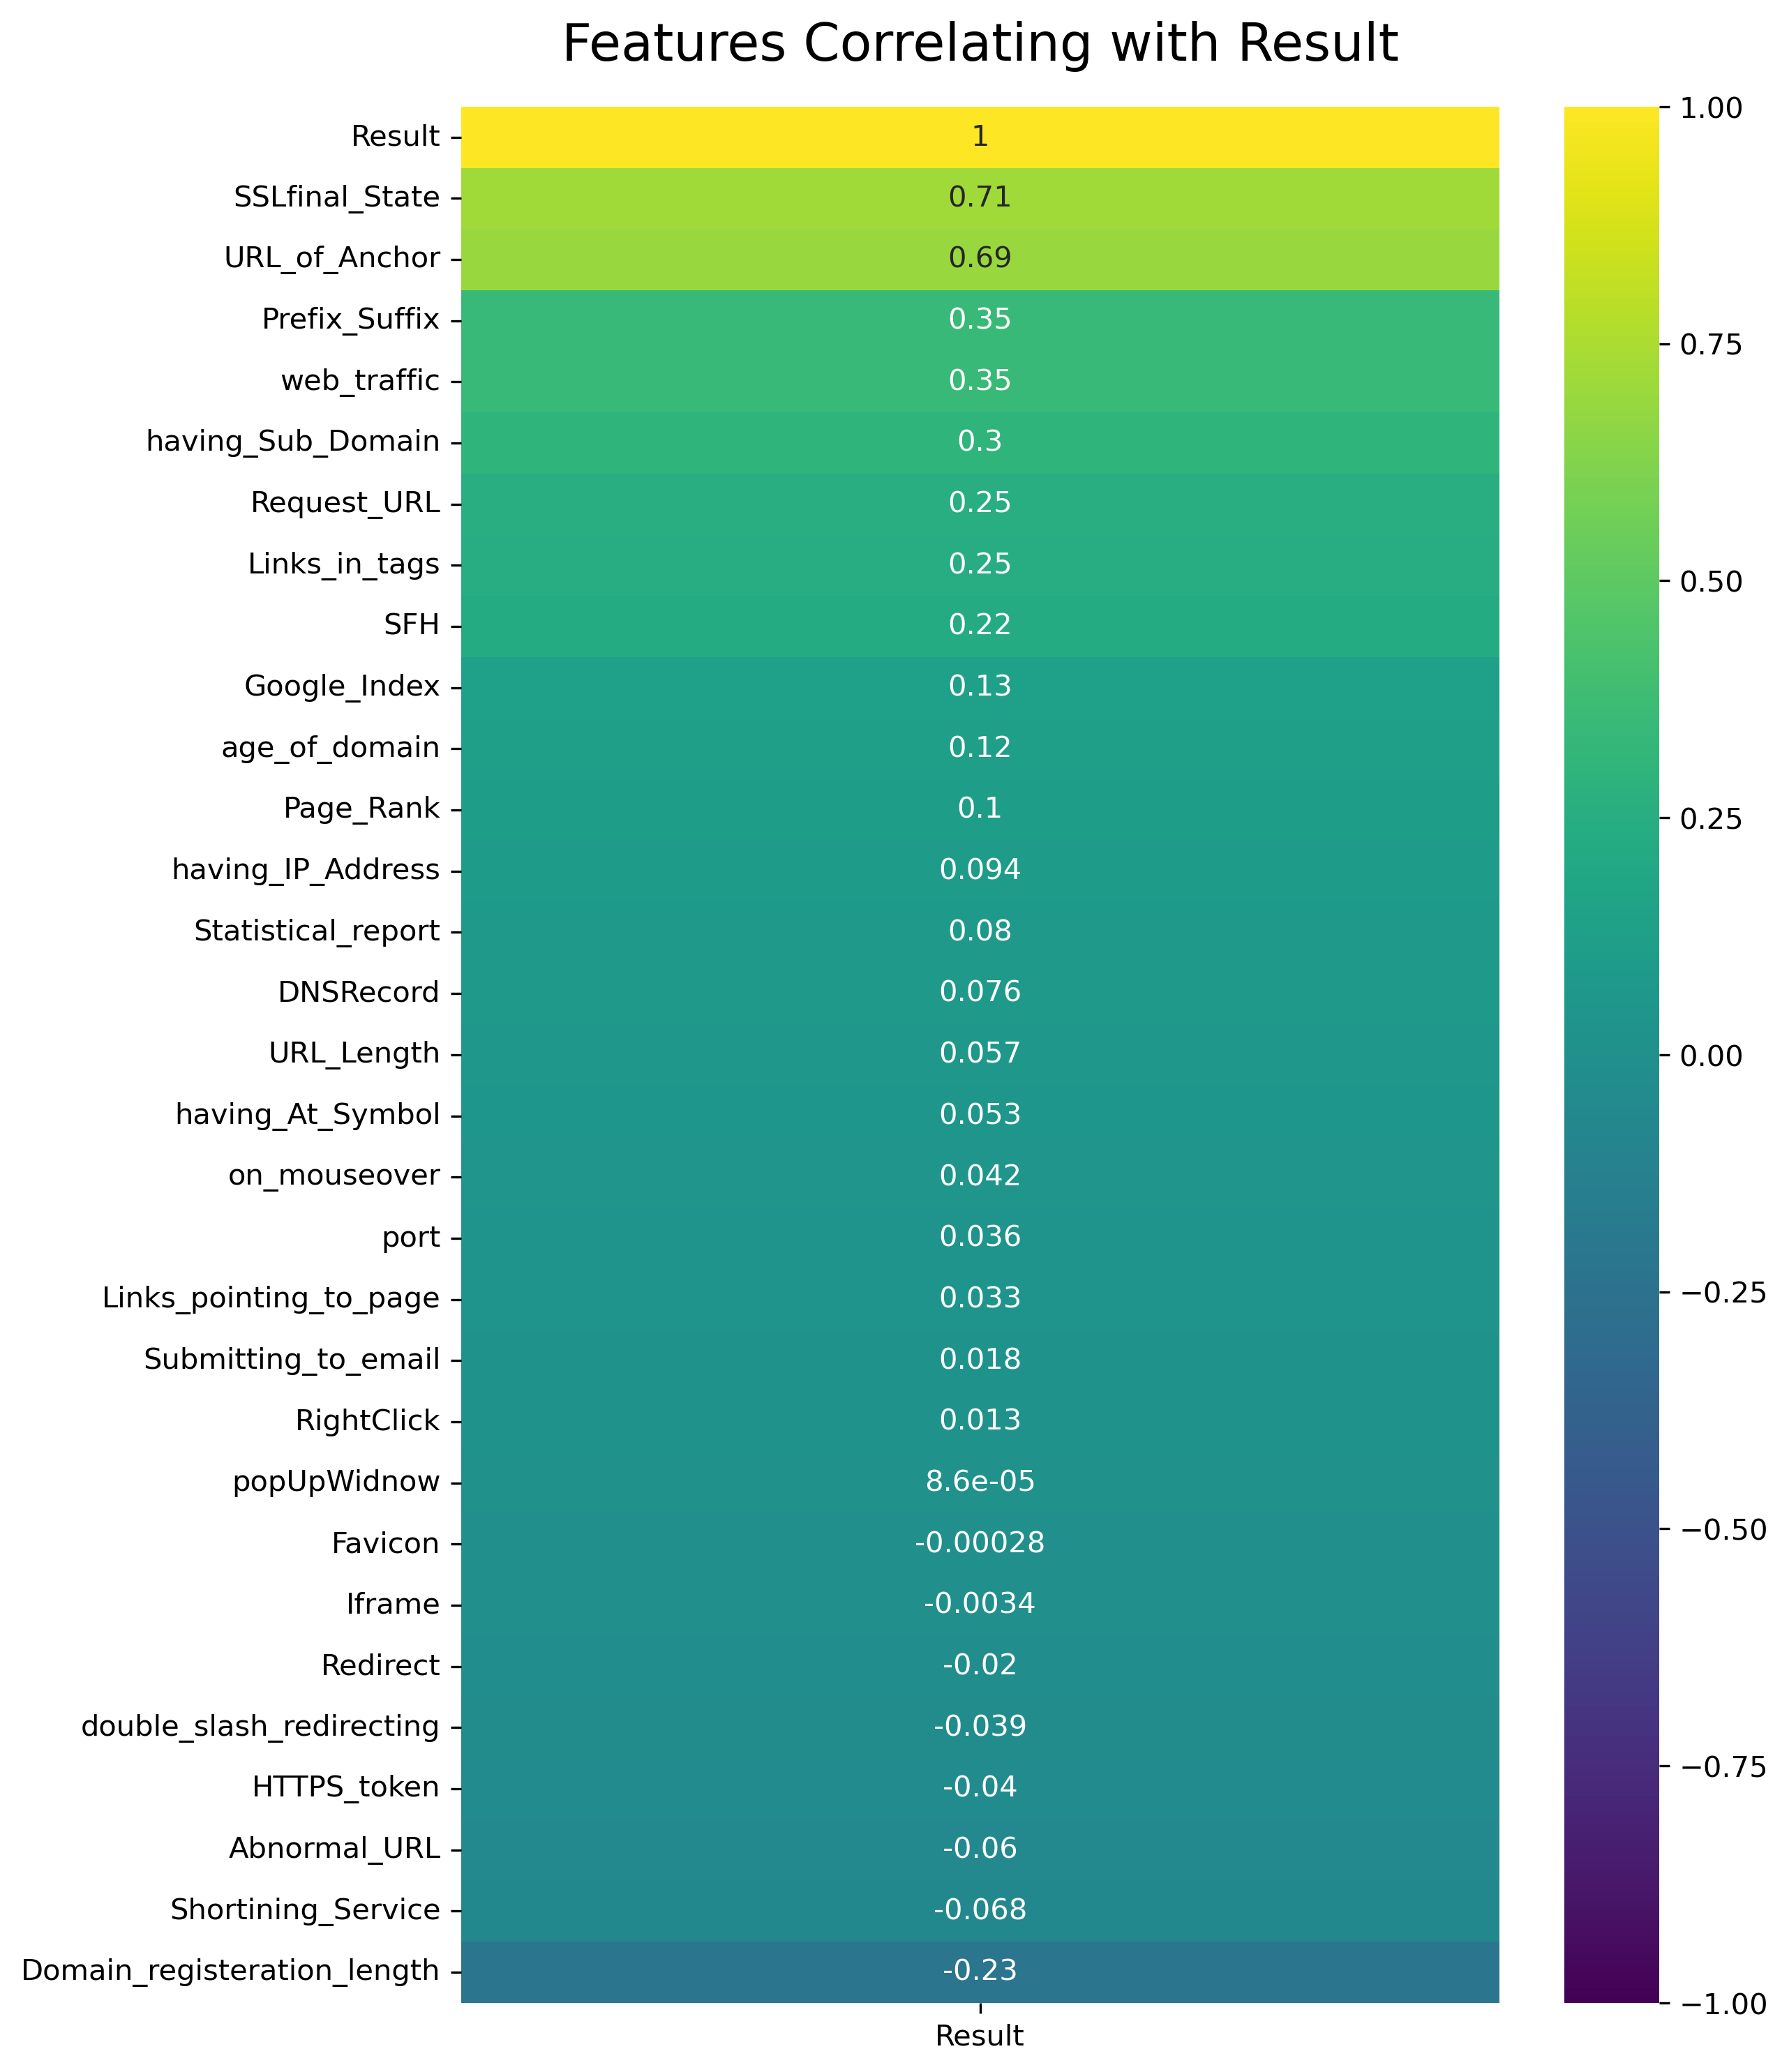 Features Correlating with Result
Result 1
SSLfinal_State 0.71
URL_of_Anchor 0.69
Prefix_Suffix 0.35
web_traffic 0.35
having_Sub_Domain 0.3
Request_URL 0.25
Links_in_tags 0.25
SFH 0.22
Google_Index 0.13
age_of_domain 0.12
Page_Rank 0.1
having_IP_Address 0.094
Statistical_report 0.08
DNSRecord 0.076
URL_Length 0.057
having_At_Symbol 0.053
on_mouseover 0.042
port 0.036
Links_pointing_to_page 0.033
Submitting_to_email 0.018
RightClick 0.013
popUpWidnow 8.6e-05
Favicon -0.00028
Iframe -0.0034
Redirect -0.02
double_slash_redirecting -0.039
HTTPS_token -0.04
Abnormal_URL -0.06
Shortining_Service -0.068
Domain_registeration_length -0.23
Result
1.00
0.75
0.50
0.25
0.00
−0.25
−0.50
−0.75
−1.00